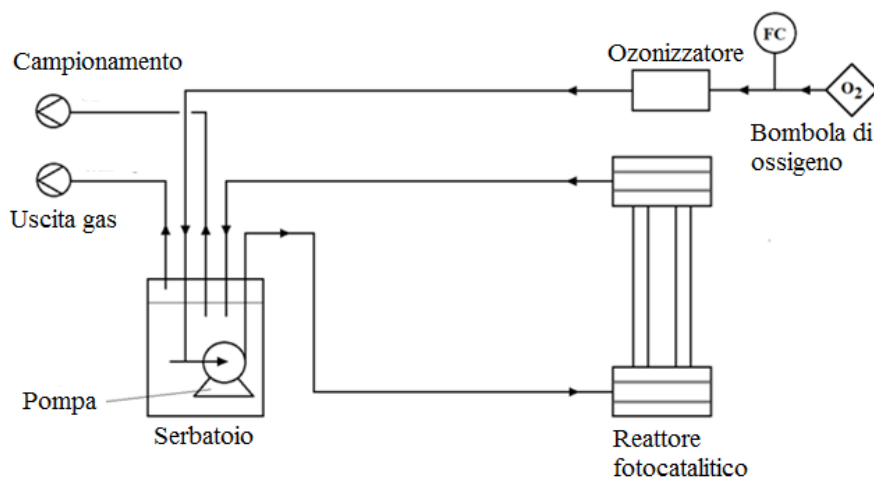 Campionamento
Ozonizzatore
FC
O2
Bombola di
ossigeno
Uscita gas
Pompa
Serbatoio
Reattore
fotocatalitico